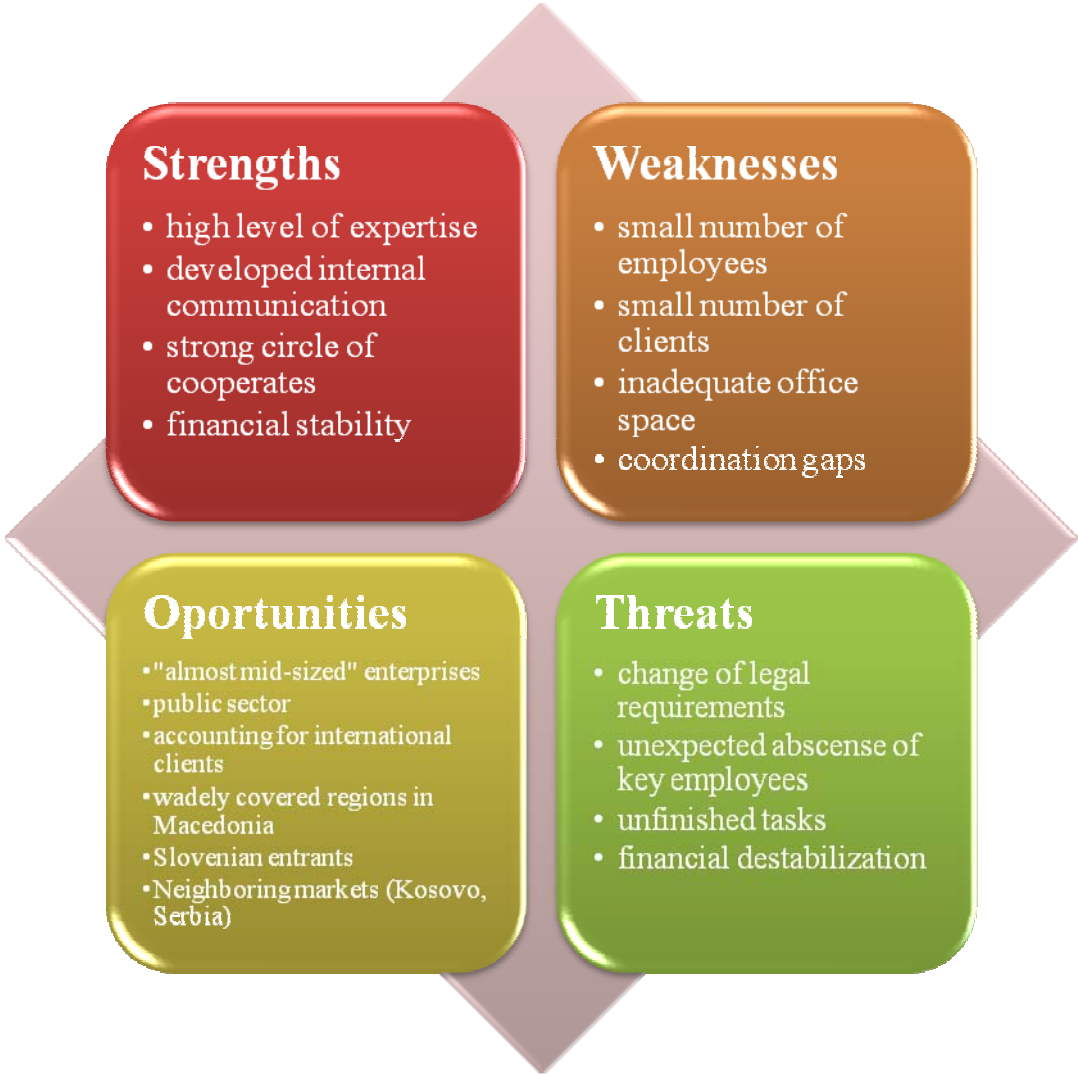 Strengths
• high level of expertise
• developed internal
communication
• strong circle of
cooperates
• financial stability
Weaknesses
• small number of
employees
• small number of
clients
• inadequate office
space
• coordination gaps
Oportunities
•"almost mid-sized" enterprises
•public sector
•accounting for international
clients
•wadely covered regions in
Macedonia
•Slovenian entrants
•Neighboring markets (Kosovo,
Serbia)
Threats
• change of legal
requirements
• unexpected abscense of
key employees
• unfinished tasks
• financial destabilization